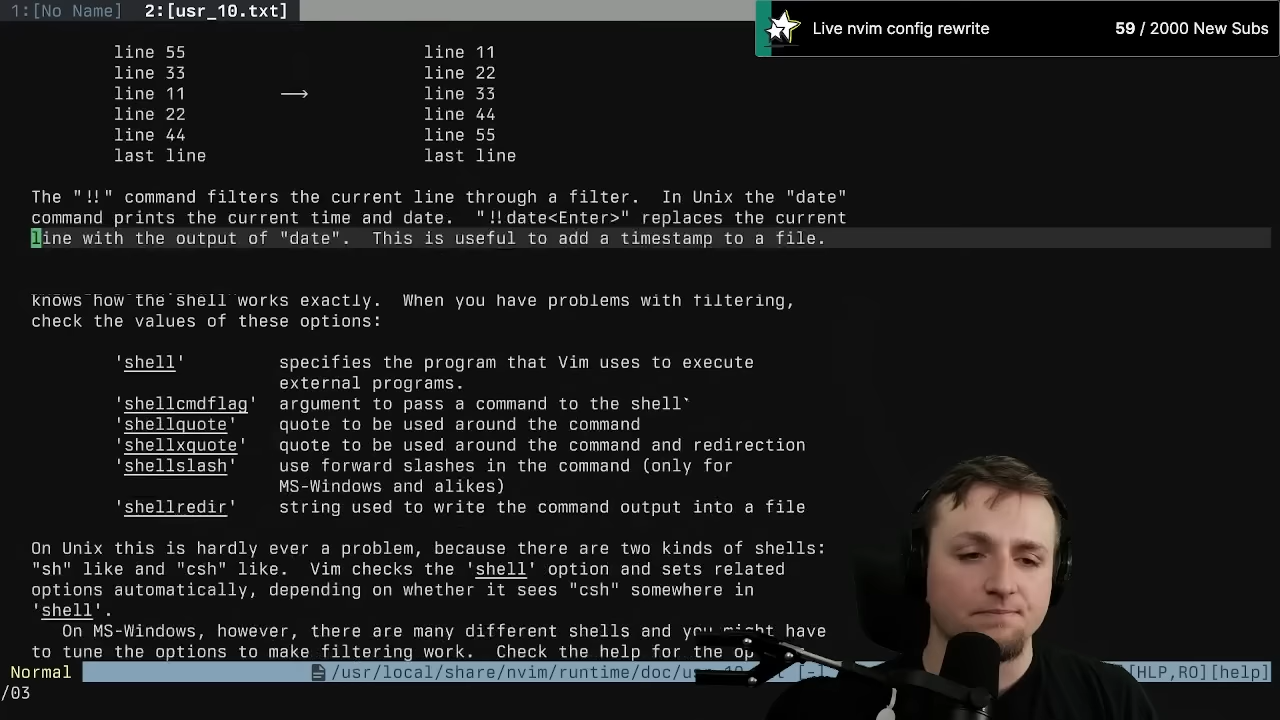 1:[No Name]  2:[usr_10.txt]
Live nvim config rewrite 59 / 2000 New Subs
line 55 line 11
line 33 line 22
line 11 ⟶ line 33
line 22 line 44
line 44 line 55
last line last line
The "!!" command filters the current line through a filter.  In Unix the "date"
command prints the current time and date.  "!!date<Enter>" replaces the current
line with the output of "date".  This is useful to add a timestamp to a file.
knows how the shell works exactly.  When you have problems with filtering,
check the values of these options:
'shell' specifies the program that Vim uses to execute
external programs.
'shellcmdflag' argument to pass a command to the shell`
'shellquote' quote to be used around the command
'shellxquote' quote to be used around the command and redirection
'shellslash' use forward slashes in the command (only for
MS-Windows and alikes)
'shellredir' string used to write the command output into a file
On Unix this is hardly ever a problem, because there are two kinds of shells:
"sh" like and "csh" like.  Vim checks the 'shell' option and sets related
options automatically, depending on whether it sees "csh" somewhere in
'shell'.
On MS-Windows, however, there are many different shells and you might have
to tune the options to make filtering work.  Check the help for the op
Normal /usr/local/share/nvim/runtime/doc/us [-] [HLP,RO][help]
/03